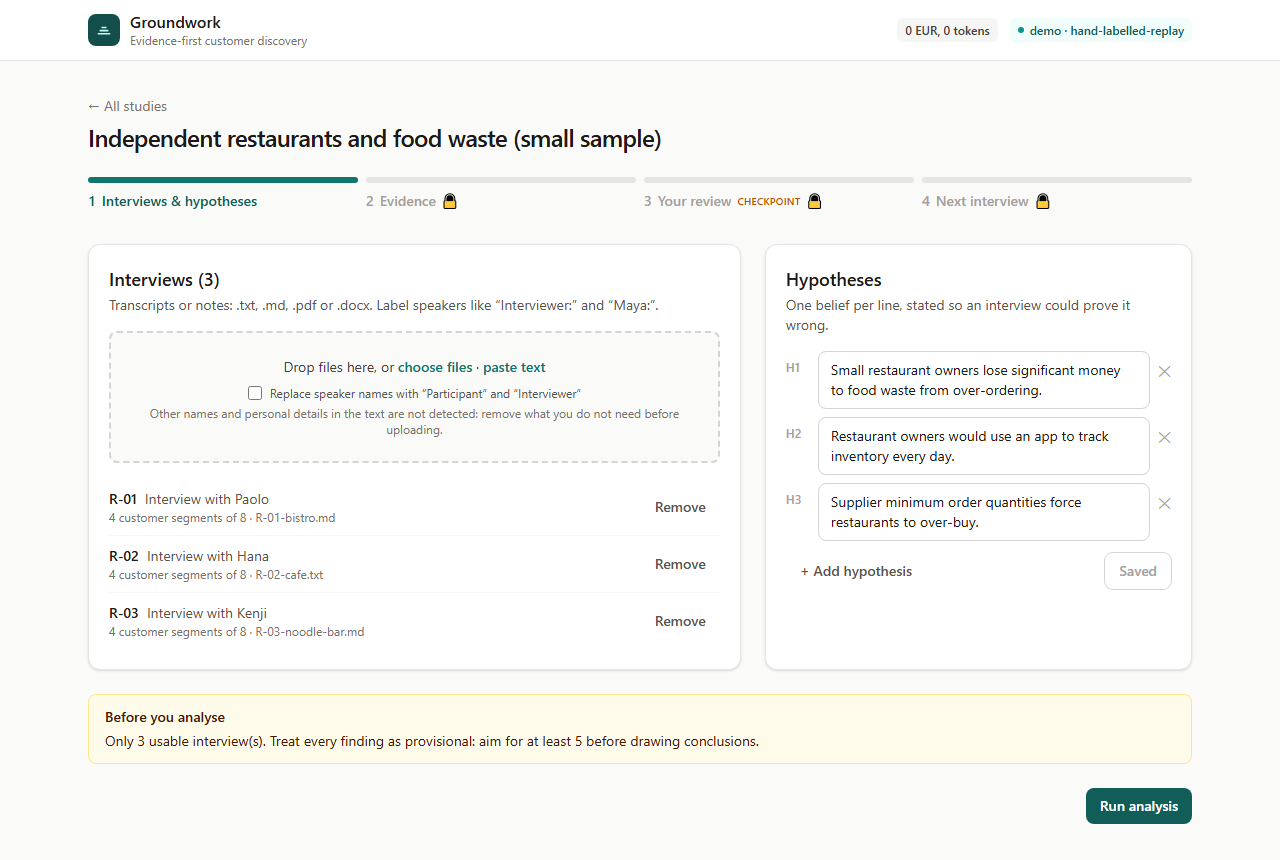 Groundwork
Evidence-first customer discovery
0 EUR, 0 tokens
demo · hand-labelled-replay
← All studies
Independent restaurants and food waste (small sample)
1 Interviews & hypotheses
2 Evidence
3 Your review CHECKPOINT
4 Next interview
Interviews (3)
Transcripts or notes: .txt, .md, .pdf or .docx. Label speakers like “Interviewer:” and “Maya:”.
Drop files here, or choose files · paste text
Replace speaker names with “Participant” and “Interviewer”
Other names and personal details in the text are not detected: remove what you do not need before
uploading.
R-01 Interview with Paolo
4 customer segments of 8 · R-01-bistro.md
Remove
R-02 Interview with Hana
4 customer segments of 8 · R-02-cafe.txt
Remove
R-03 Interview with Kenji
4 customer segments of 8 · R-03-noodle-bar.md
Remove
Hypotheses
One belief per line, stated so an interview could prove it
wrong.
H1
Small restaurant owners lose significant money
to food waste from over-ordering.
H2
Restaurant owners would use an app to track
inventory every day.
H3
Supplier minimum order quantities force
restaurants to over-buy.
+ Add hypothesis
Saved
Before you analyse
Only 3 usable interview(s). Treat every finding as provisional: aim for at least 5 before drawing conclusions.
Run analysis